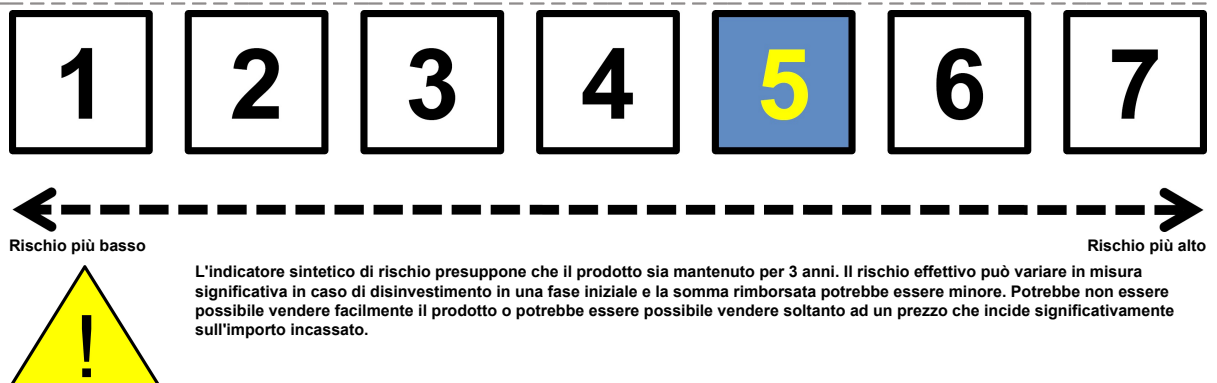 1 2 3 4 5 6 7
Rischio più basso Rischio più alto
L'indicatore sintetico di rischio presuppone che il prodotto sia mantenuto per 3 anni. Il rischio effettivo può variare in misura
significativa in caso di disinvestimento in una fase iniziale e la somma rimborsata potrebbe essere minore. Potrebbe non essere
possibile vendere facilmente il prodotto o potrebbe essere possibile vendere soltanto ad un prezzo che incide significativamente
sull'importo incassato.
!